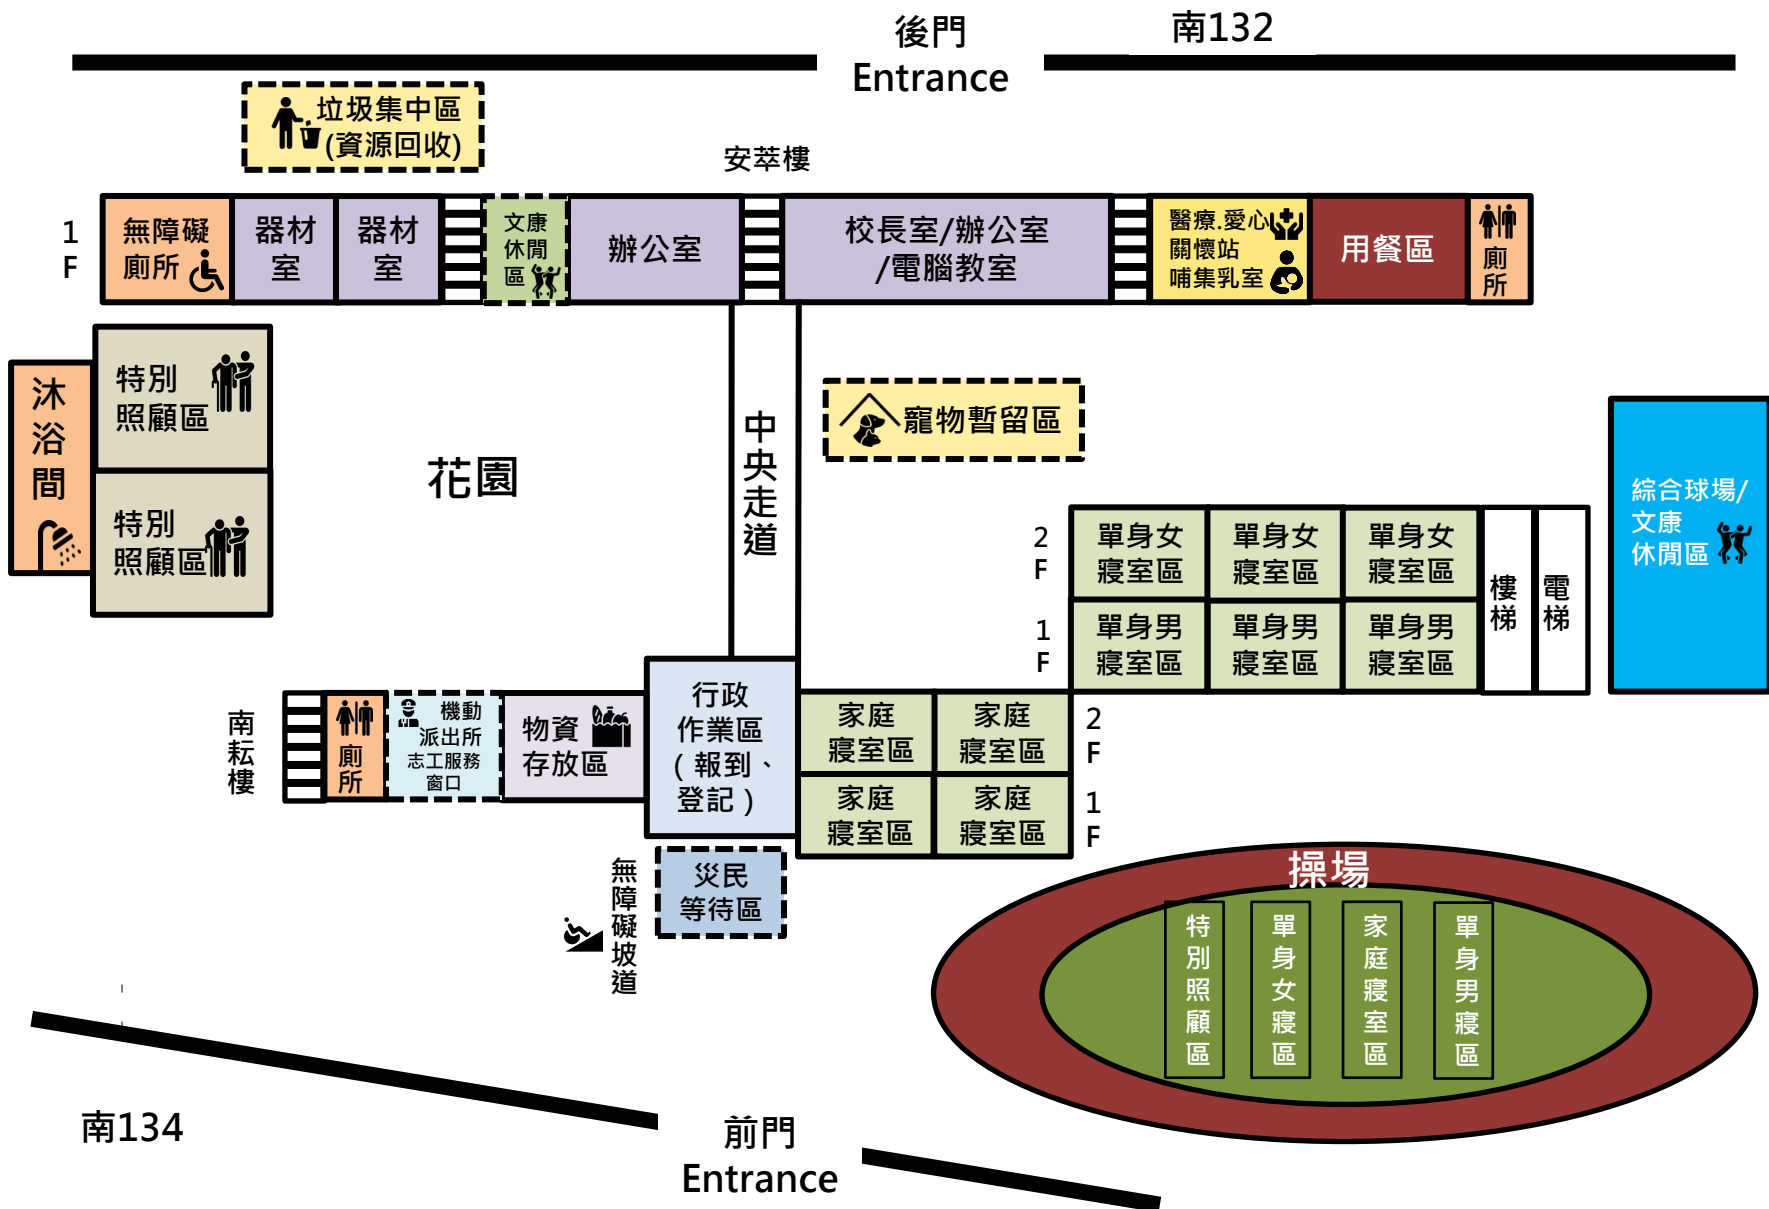 後門
Entrance
南132
垃圾集中區
(資源回收)
安萃樓
1
F
無障礙
廁所
器材
室
器材
室
文康
休閒
區
辦公室
校長室/辦公室
/電腦教室
醫療.愛心
關懷站
哺集乳室
用餐區
廁
所
沐
浴
間
特別
照顧區
特別
照顧區
花園
中
央
走
道
寵物暫留區
綜合球場/
文康
休閒區
2
F
單身女
寢室區
單身女
寢室區
單身女
寢室區
1
F
單身男
寢室區
單身男
寢室區
單身男
寢室區
樓
梯
電
梯
南
耘
樓
廁
所
機動
派出所
志工服務
窗口
物資
存放區
行政
作業區
(報到、
登記)
家庭
寢室區
家庭
寢室區
2
F
家庭
寢室區
家庭
寢室區
1
F
災民
等待區
無
障
礙
坡
道
操場
特
別
照
顧
區
單
身
女
寢
區
家
庭
寢
室
區
單
身
男
寢
區
南134
前門
Entrance